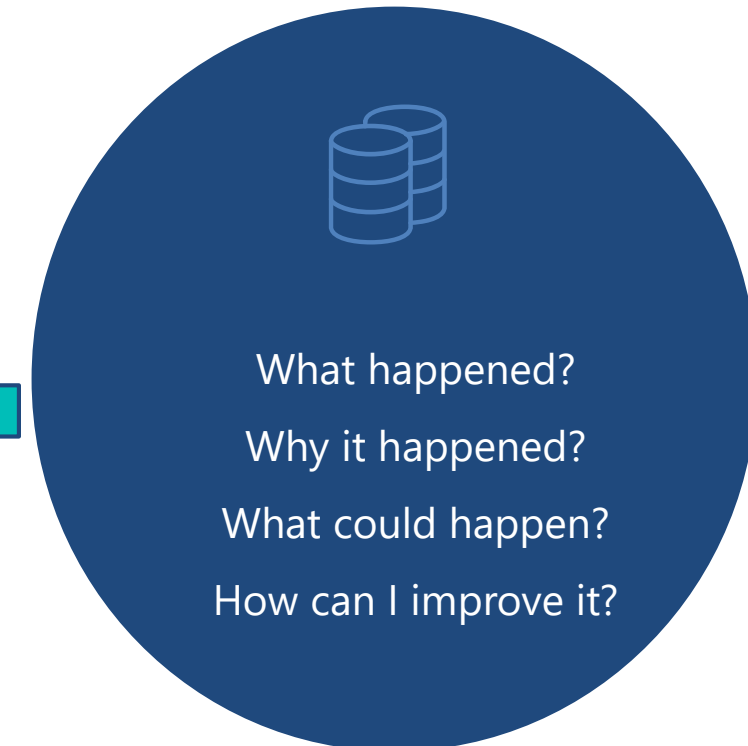 What happened?
Why it happened?
What could happen?
How can I improve it?